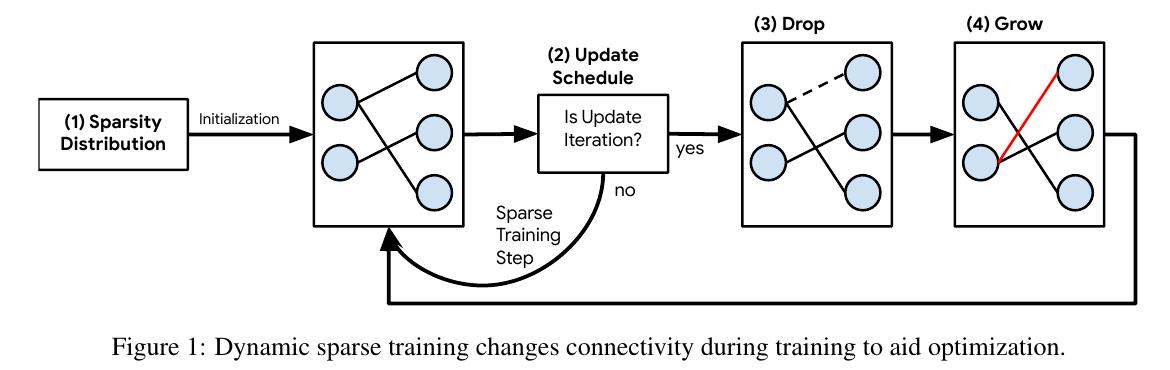 (3) Drop
(4) Grow
(2) Update
Schedule
(1) Sparsity
Distribution
Initialization
Is Update
Iteration?
yes
no
Sparse
Training
Step
Figure 1: Dynamic sparse training changes connectivity during training to aid optimization.